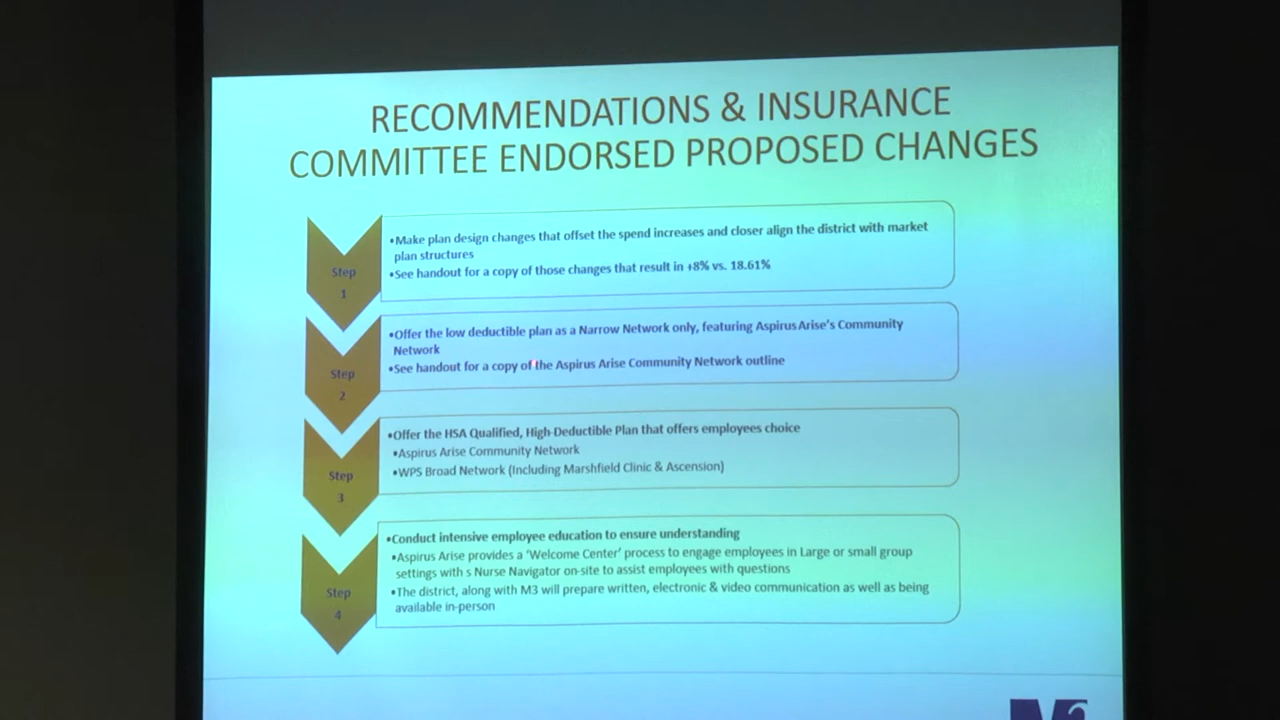 RECOMMENDATIONS & INSURANCE
COMMITTEE ENDORSED PROPOSED CHANGES
Step
1
•Make plan design changes that offset the spend increases and closer align the district with market
plan structures
•See handout for a copy of those changes that result in +8% vs. 18.61%
Step
2
•Offer the low deductible plan as a Narrow Network only, featuring Aspirus Arise's Community
Network
•See handout for a copy of the Aspirus Arise Community Network outline
Step
3
•Offer the HSA Qualified, High-Deductible Plan that offers employees choice
•Aspirus Arise Community Network
•WPS Broad Network (Including Marshfield Clinic & Ascension)
Step
4
•Conduct intensive employee education to ensure understanding
•Aspirus Arise provides a 'Welcome Center' process to engage employees in Large or small group
settings with s Nurse Navigator on-site to assist employees with questions
•The district, along with M3 will prepare written, electronic & video communication as well as being
available in-person